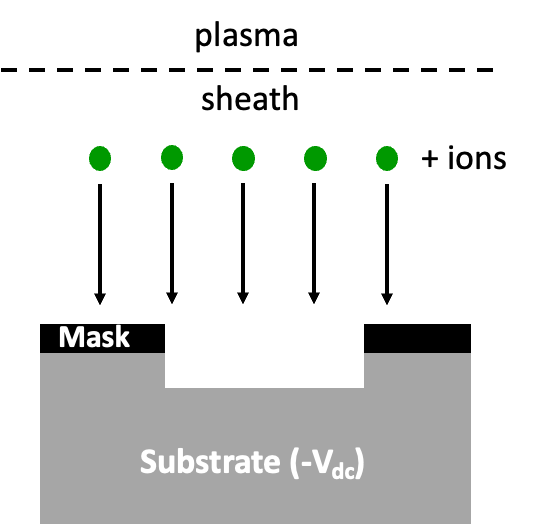 plasma
sheath
+ ions
Mask
Substrate (-Vdc)